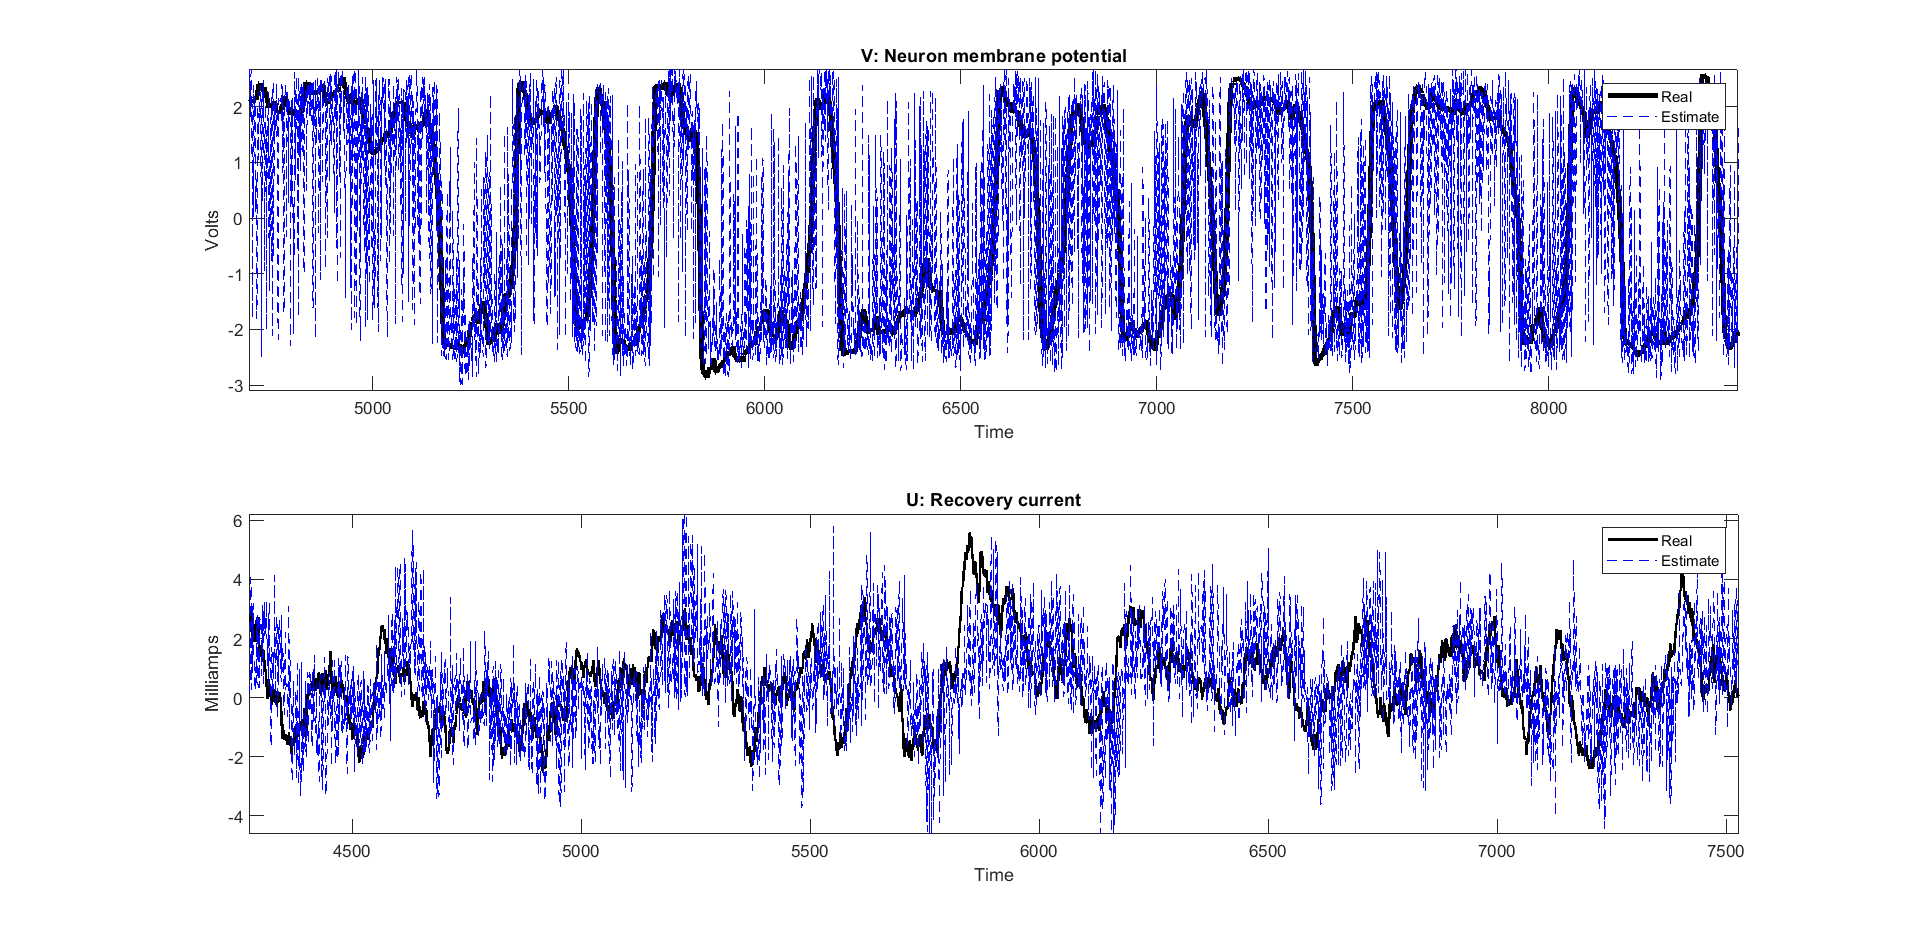 V: Neuron membrane potential
2
1
0
-1
-2
-3
Volts
5000 5500 6000 6500 7000 7500 8000
Time
Real
Estimate
U: Recovery current
6
4
2
0
-2
-4
Milliamps
4500 5000 5500 6000 6500 7000 7500
Time
Real
Estimate